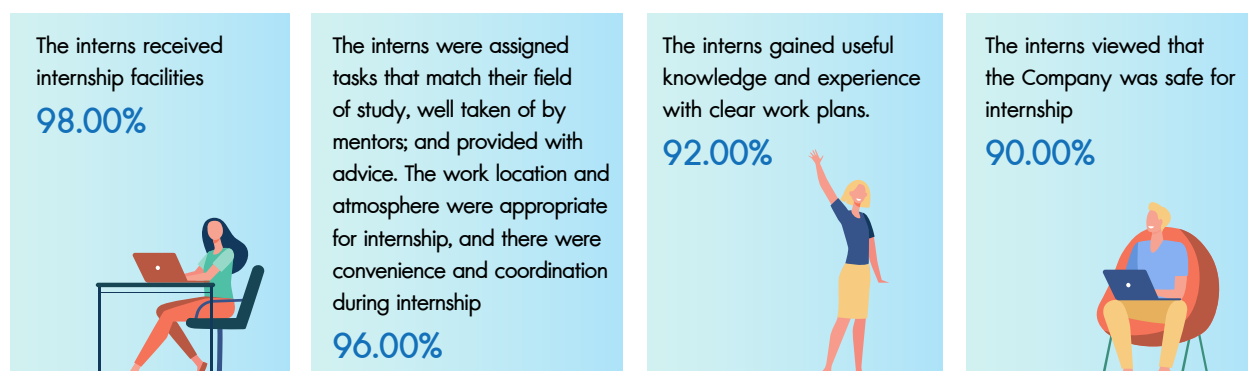 The interns received
internship facilities
98.00%
The interns were assigned
tasks that match their field
of study, well taken of by
mentors; and provided with
advice. The work location and
atmosphere were appropriate
for internship, and there were
convenience and coordination
during internship
96.00%
The interns gained useful
knowledge and experience
with clear work plans.
92.00%
The interns viewed that
the Company was safe for
internship
90.00%